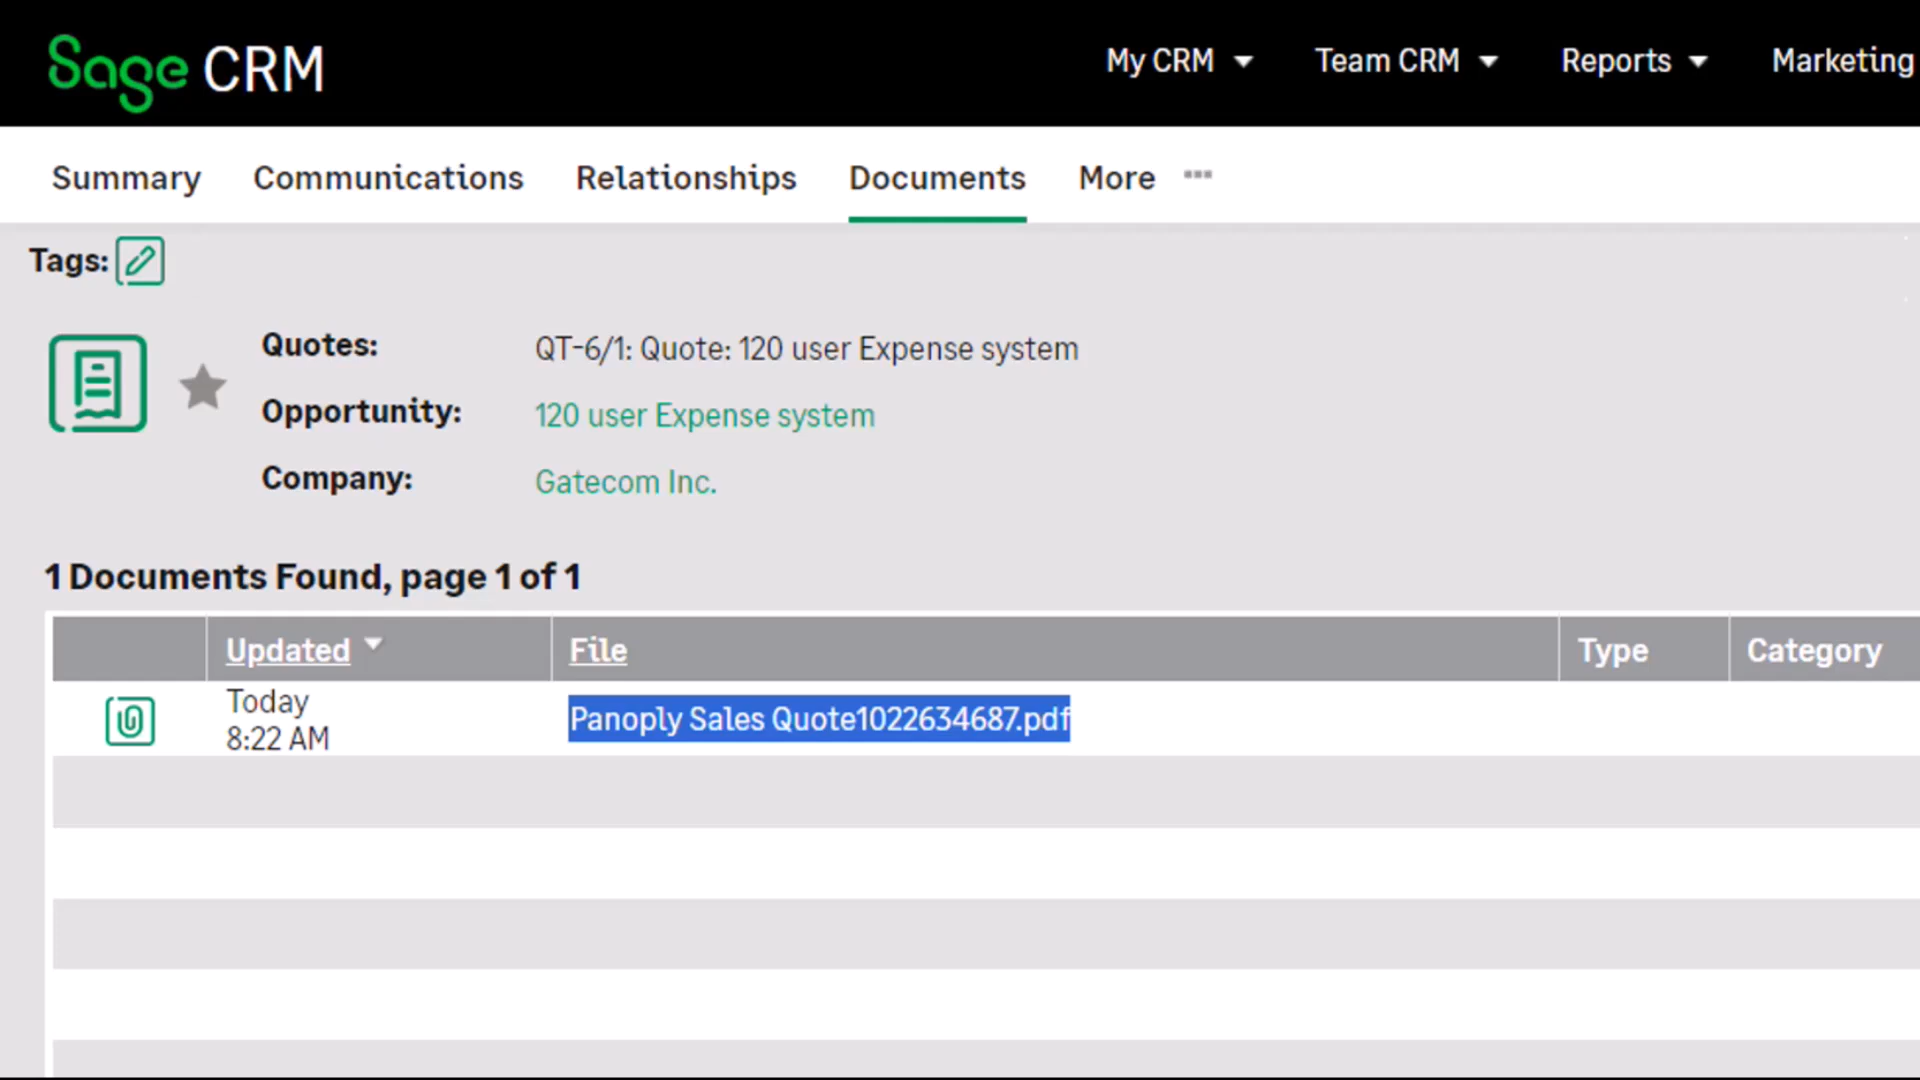 Sage CRM
My CRM
Team CRM
Reports
Marketing
Summary
Communications
Relationships
Documents
More
Tags:
Quotes: QT-6/1: Quote: 120 user Expense system
Opportunity: 120 user Expense system
Company: Gatecom Inc.
1 Documents Found, page 1 of 1
Updated File Type Category
Today
8:22 AM
Panoply Sales Quote1022634687.pdf